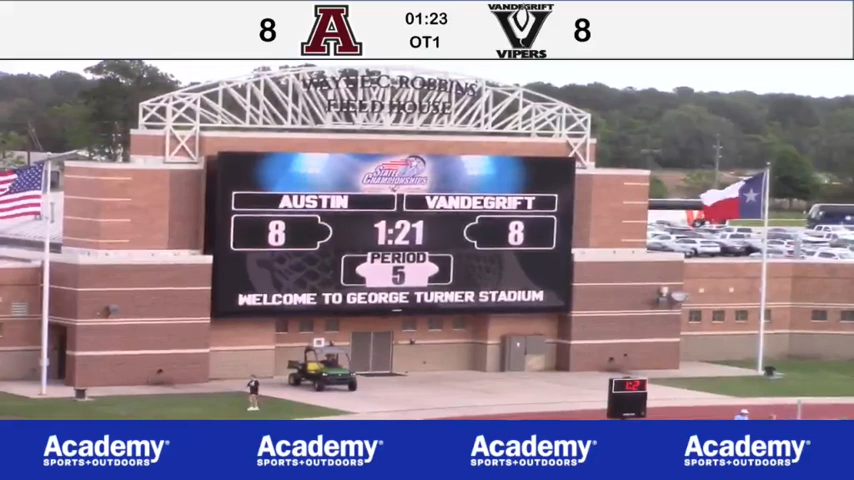 8 A 01:23 OT1 VANDEGRIFT V VIPERS 8
WAYNE C. ROBBINS
FIELD HOUSE
STATE
CHAMPIONSHIPS
AUSTIN VANDEGRIFT
8 1:21 8
PERIOD
5
WELCOME TO GEORGE TURNER STADIUM
Academy Academy Academy Academy
SPORTS+OUTDOORS SPORTS+OUTDOORS SPORTS+OUTDOORS SPORTS+OUTDOORS